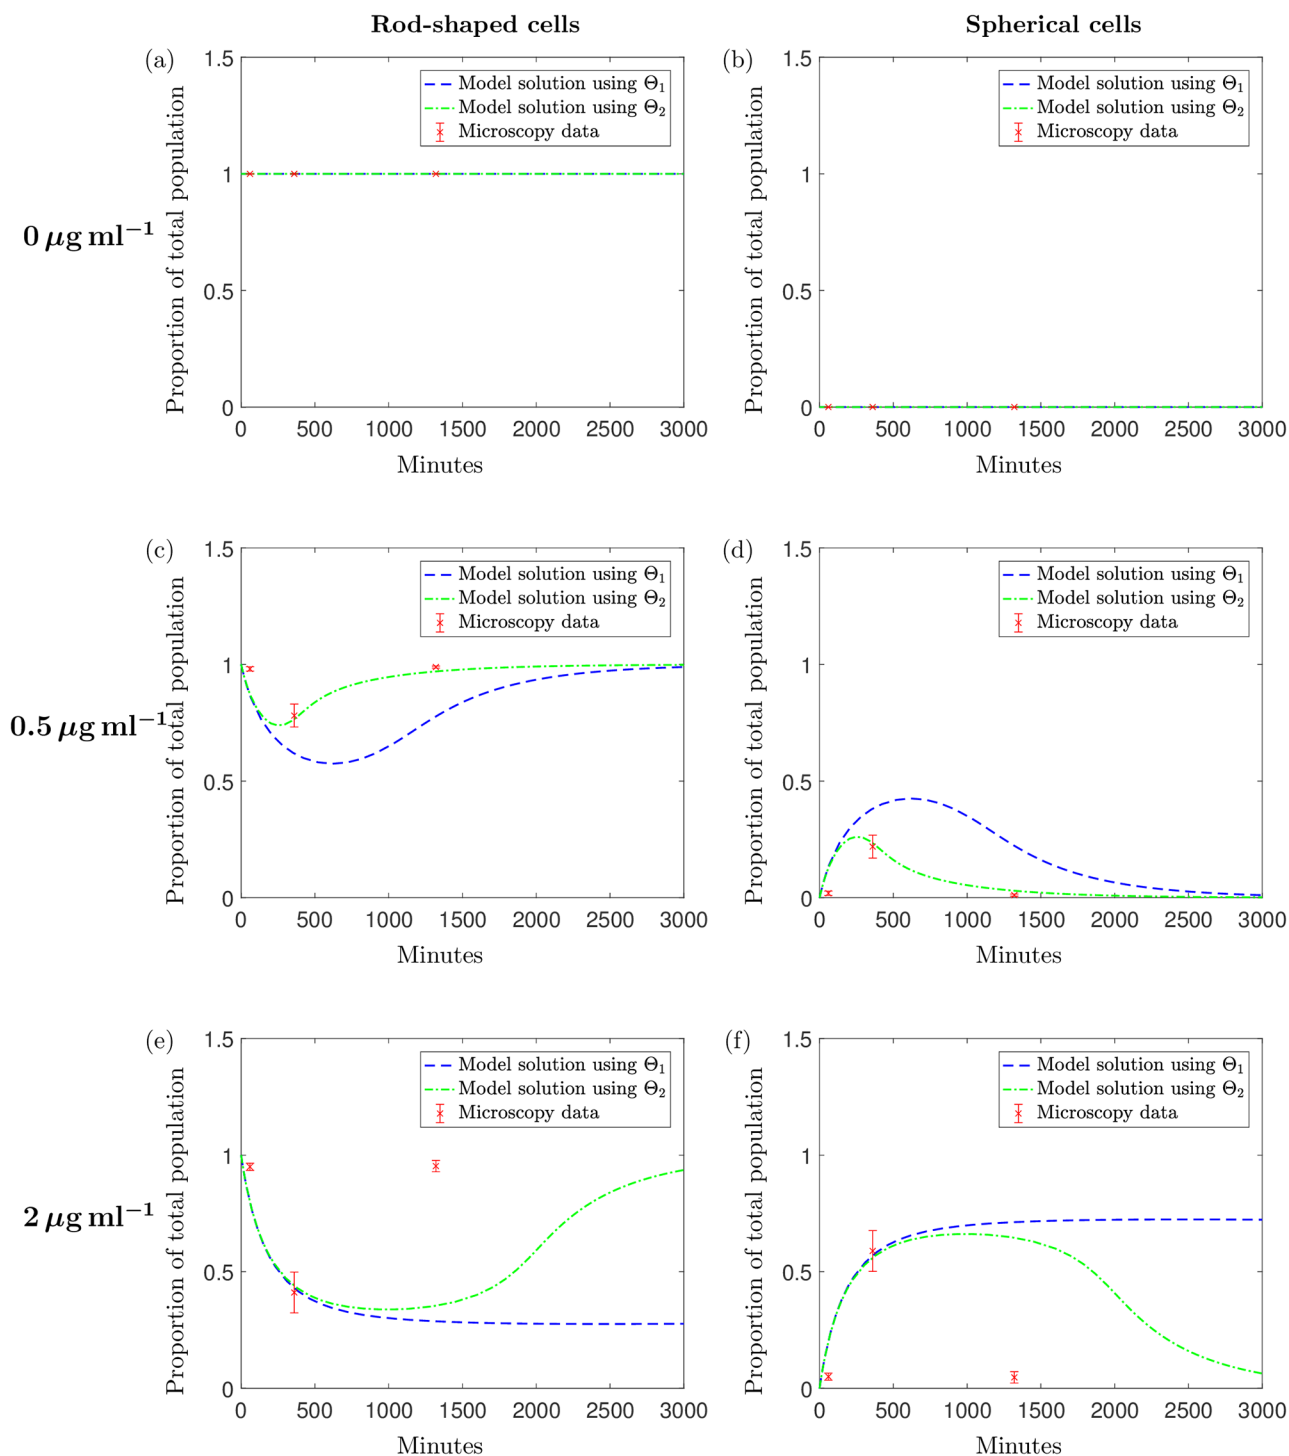 Rod-shaped cells
Spherical cells
(a)
1.5
1
0.5
0
Proportion of total population
Model solution using Θ₁
Model solution using Θ₂
Microscopy data
0 500 1000 1500 2000 2500 3000
Minutes
(b)
1.5
1
0.5
0
Proportion of total population
Model solution using Θ₁
Model solution using Θ₂
Microscopy data
0 500 1000 1500 2000 2500 3000
Minutes
0 μg ml⁻¹
(c)
1.5
1
0.5
0
Proportion of total population
Model solution using Θ₁
Model solution using Θ₂
Microscopy data
0 500 1000 1500 2000 2500 3000
Minutes
(d)
1.5
1
0.5
0
Proportion of total population
Model solution using Θ₁
Model solution using Θ₂
Microscopy data
0 500 1000 1500 2000 2500 3000
Minutes
0.5 μg ml⁻¹
(e)
1.5
1
0.5
0
Proportion of total population
Model solution using Θ₁
Model solution using Θ₂
Microscopy data
0 500 1000 1500 2000 2500 3000
Minutes
(f)
1.5
1
0.5
0
Proportion of total population
Model solution using Θ₁
Model solution using Θ₂
Microscopy data
0 500 1000 1500 2000 2500 3000
Minutes
2 μg ml⁻¹